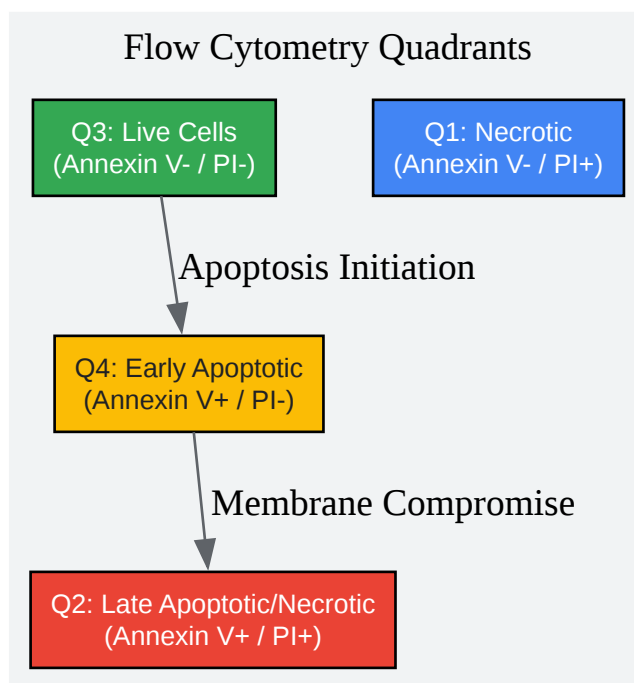 Flow Cytometry Quadrants
Q3: Live Cells
(Annexin V- / PI-)
Q1: Necrotic
(Annexin V- / PI+)
Apoptosis Initiation
Q4: Early Apoptotic
(Annexin V+ / PI-)
Membrane Compromise
Q2: Late Apoptotic/Necrotic
(Annexin V+ / PI+)